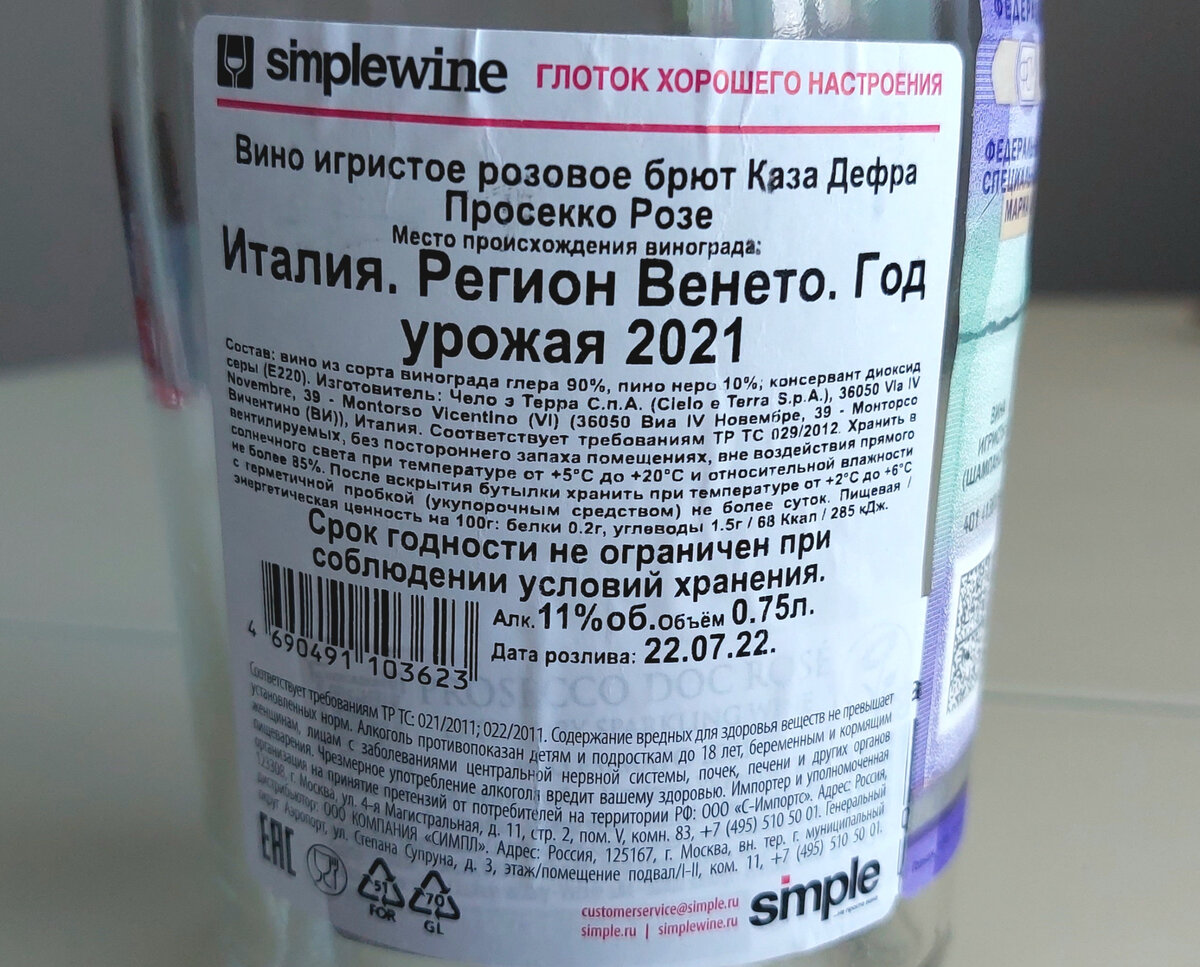 simplewine ГЛОТОК ХОРОШЕГО НАСТРОЕНИЯ
Вино игристое розовое брют Каза Дефра
Просекко Розе
Место происхождения винограда:
Италия. Регион Венето. Год
урожая 2021
Состав: вино из сорта винограда глера 90%, пино неро 10%; консервант диоксид
серы (Е220). Изготовитель: Чело э Терра С.п.А. (Cielo e Terra S.p.A.), 36050 Via IV
Novembre, 39 - Montorso Vicentino (VI) (36050 Виа IV Новембре, 39 - Монторсо
Вичентино (ВИ)), Италия. Соответствует требованиям ТР ТС 029/2012. Хранить в
вентилируемых, без постороннего запаха помещениях, вне воздействия прямого
солнечного света при температуре от +5°С до +20°С и относительной влажности
не более 85%. После вскрытия бутылки хранить при температуре от +2°С до +6°С
с герметичной пробкой (укупорочным средством) не более суток. Пищевая /
энергетическая ценность на 100г: белки 0.2г, углеводы 1.5г / 68 Ккал / 285 кДж.
Срок годности не ограничен при
соблюдении условий хранения.
Алк. 11%об. Объём 0.75л.
Дата розлива: 22.07.22.
4 690491 103623
PROSECCO DOC ROSÉ
Соответствует требованиям ТР ТС: 021/2011; 022/2011. Содержание вредных для здоровья веществ не превышает
установленных норм. Алкоголь противопоказан детям и подросткам до 18 лет, беременным и кормящим
женщинам, лицам с заболеваниями центральной нервной системы, почек, печени и других органов
пищеварения. Чрезмерное употребление алкоголя вредит вашему здоровью. Импортер и уполномоченная
организация на принятие претензий от потребителей на территории РФ: ООО «С-Импортс». Адрес: Россия,
123308, г. Москва, ул. 4-я Магистральная, д. 11, стр. 2, пом. V, комн. 83, +7 (495) 510 50 01. Генеральный
дистрибьютор: ООО КОМПАНИЯ «СИМПЛ». Адрес: Россия, 125167, г. Москва, вн. тер. г. муниципальный
округ Аэропорт, ул. Степана Супруна, д. 3, этаж/помещение подвал/I-II, ком. 11, +7 (495) 510 50 01.
EAC
51
FOR
70
GL
customerservice@simple.ru
simple.ru | simplewine.ru
simple